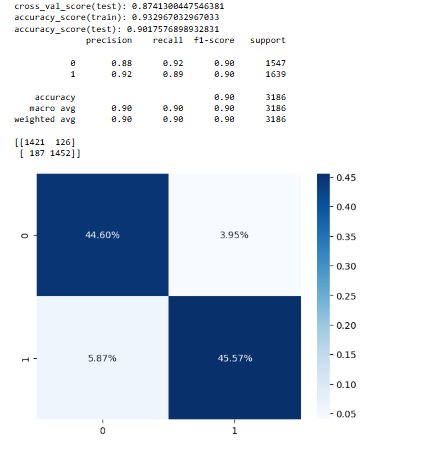 cross_val_score(test): 0.8741300447546381
accuracy_score(train): 0.932967032967033
accuracy_score(test): 0.9017576898932831
precision recall f1-score support
0 0.88 0.92 0.90 1547
1 0.92 0.89 0.90 1639
accuracy 0.90 3186
macro avg 0.90 0.90 0.90 3186
weighted avg 0.90 0.90 0.90 3186
[[1421 126]
[ 187 1452]]
0 44.60% 3.95%
1 5.87% 45.57%
0 1
0.45
0.40
0.35
0.30
0.25
0.20
0.15
0.10
0.05